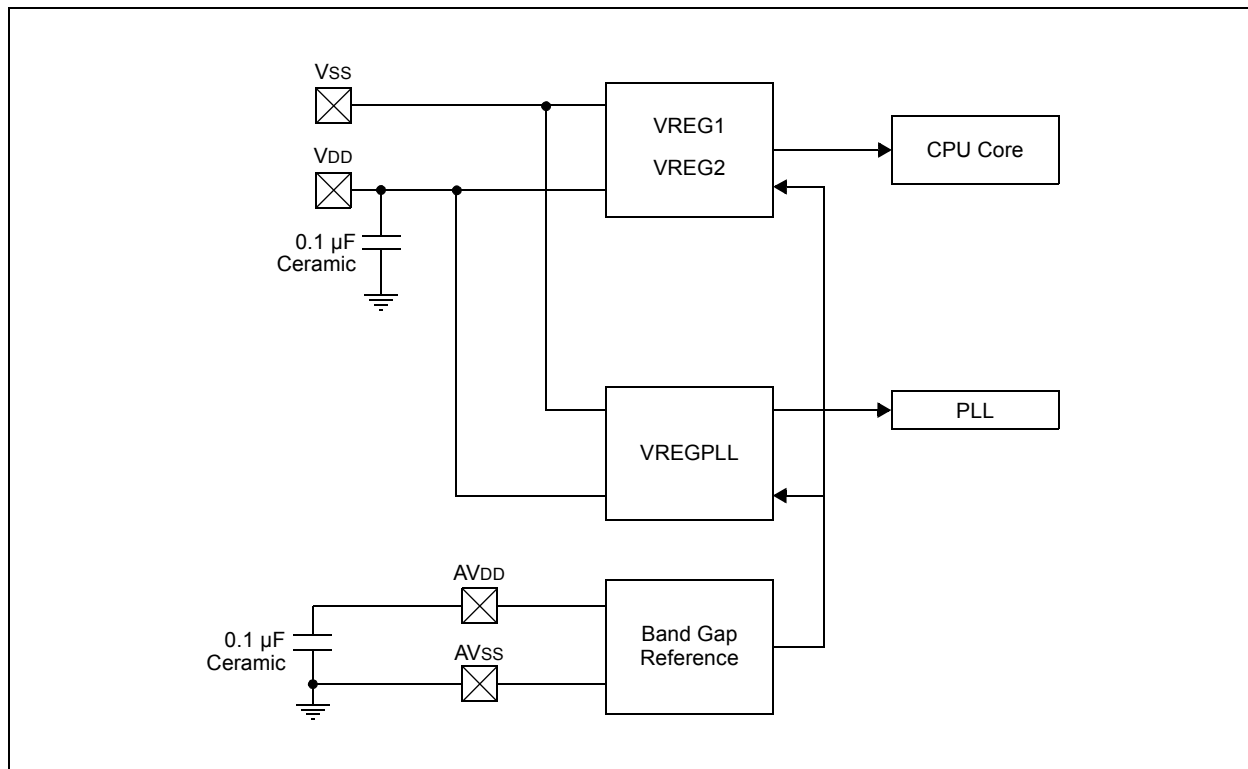 VSS
VREG1
CPU Core
VDD
VREG2
0.1 µF
Ceramic
VREGPLL
PLL
AVDD
0.1 µF
Ceramic
AVSS
Band Gap
Reference